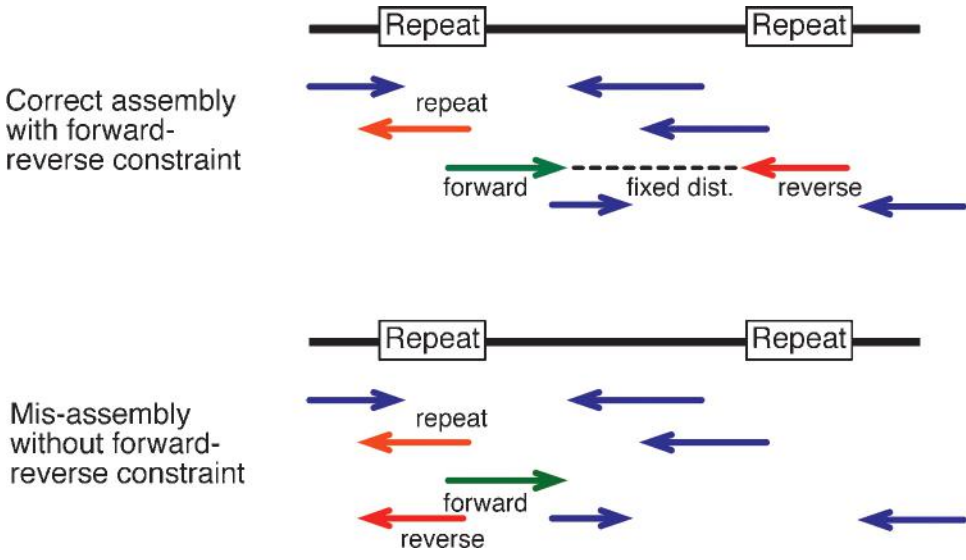 Repeat Repeat
Correct assembly
with forward-
reverse constraint
repeat
forward fixed dist. reverse
Repeat Repeat
Mis-assembly
without forward-
reverse constraint
repeat
forward
reverse